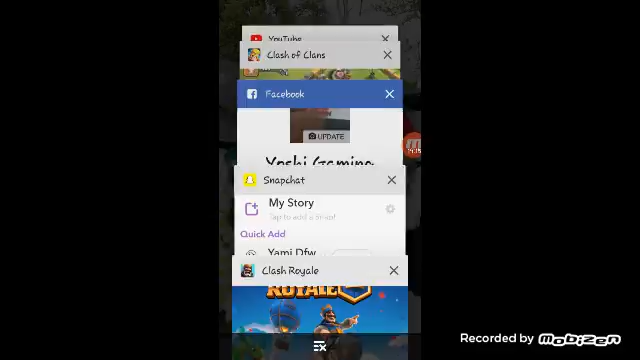 YouTube
Clash of Clans
Facebook
UPDATE
Yoshi Gaming
Snapchat
My Story
Tap to add a Snap!
Quick Add
Yami Dfw
Clash Royale
ROYALE
Recorded by MOBIZEN